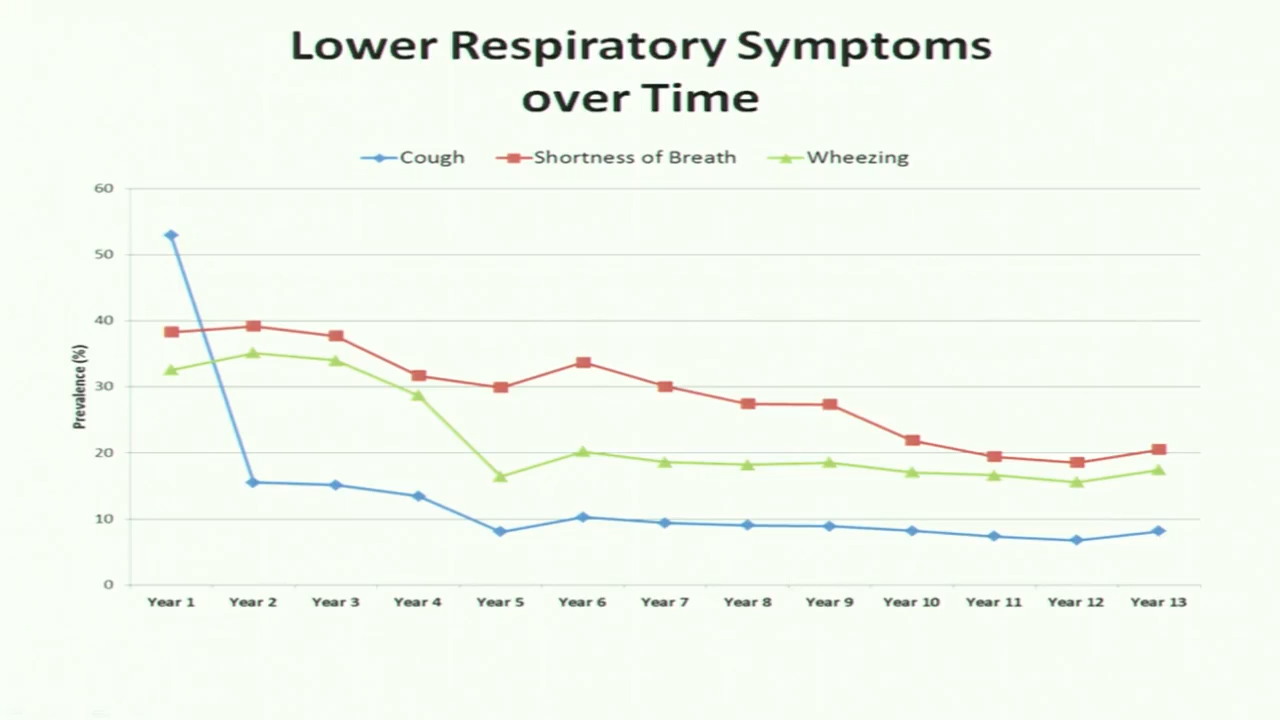 Lower Respiratory Symptoms
over Time
Cough Shortness of Breath Wheezing
60
50
40
30
20
10
0
Prevalence (%)
Year 1 Year 2 Year 3 Year 4 Year 5 Year 6 Year 7 Year 8 Year 9 Year 10 Year 11 Year 12 Year 13